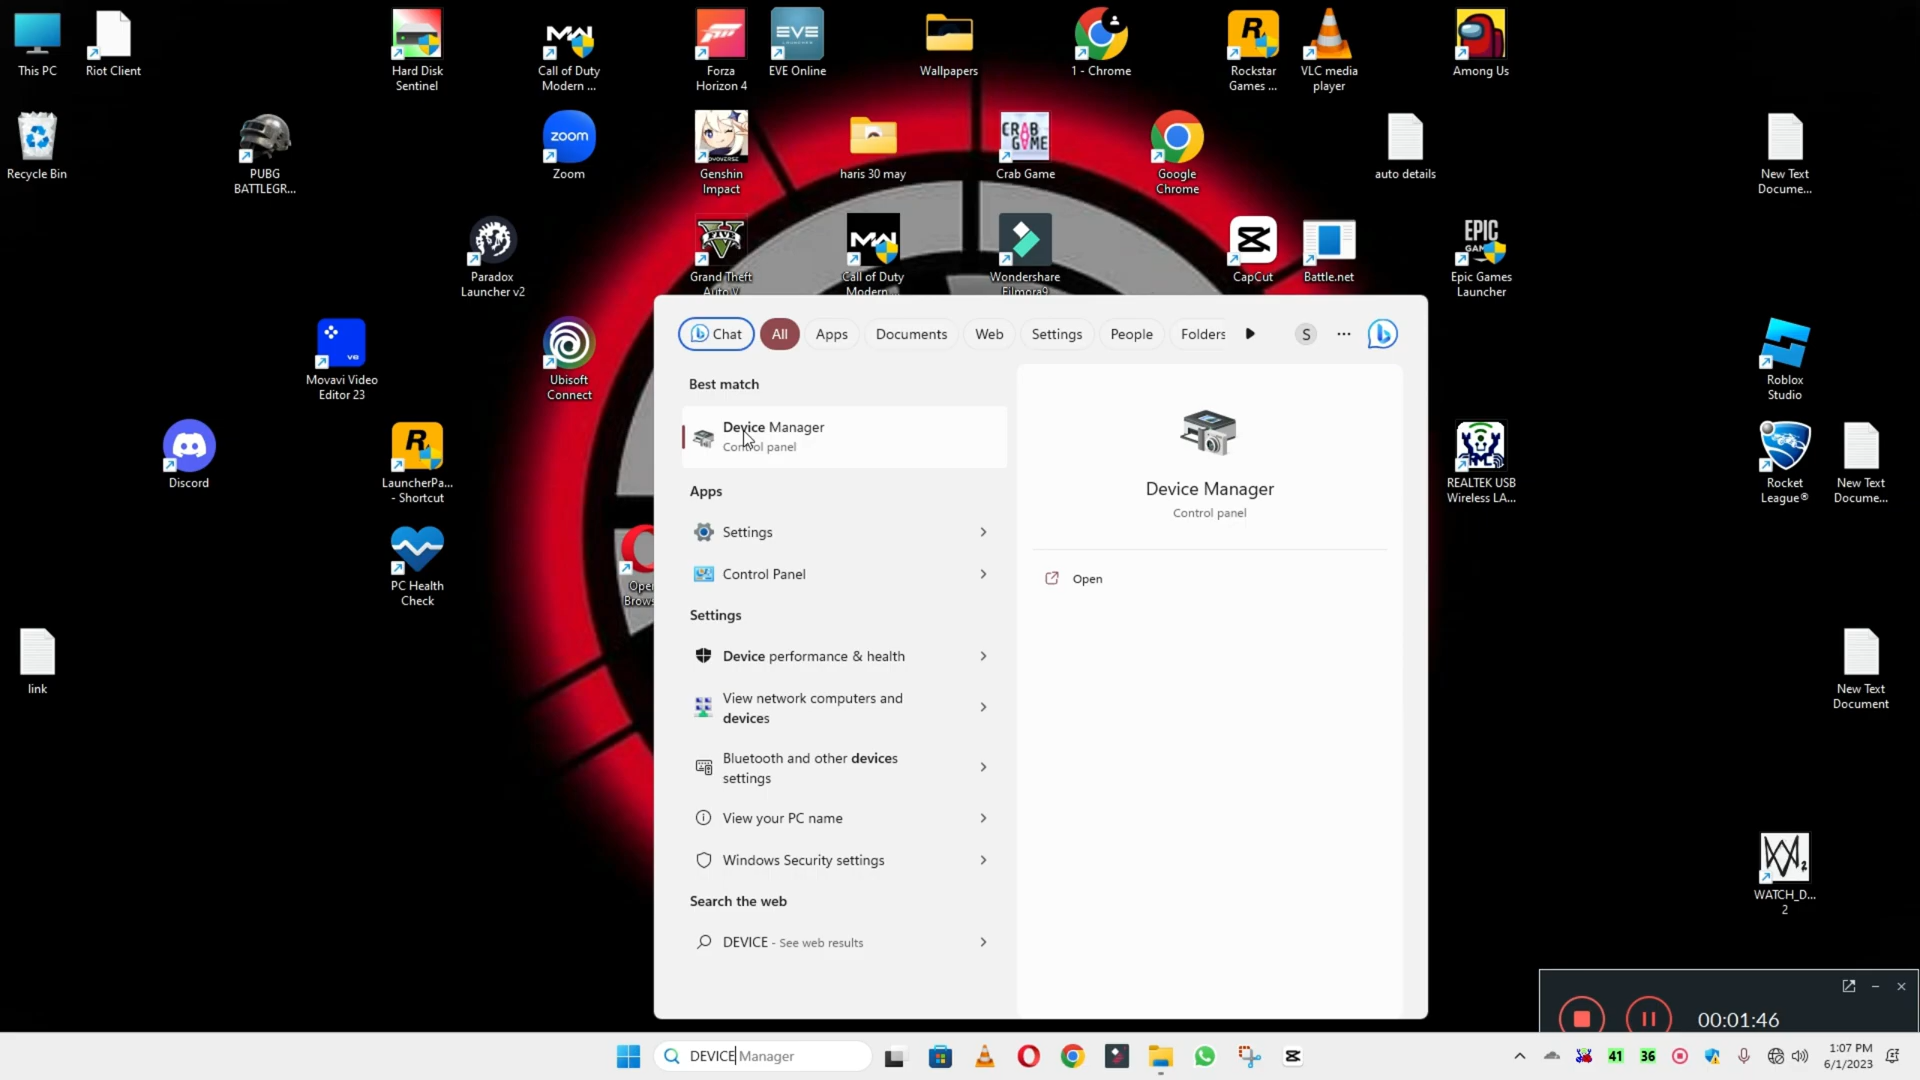 This PC
Riot Client
Hard Disk
Sentinel
MW
Call of Duty
Modern ...
Forza
Horizon 4
EVE
EVE Online
Wallpapers
1 - Chrome
R
Rockstar
Games ...
VLC media
player
Among Us
Recycle Bin
PUBG
BATTLEGR...
zoom
Zoom
Genshin
Impact
haris 30 may
CRAB
GAME
Crab Game
Google
Chrome
auto details
New Text
Docume...
Paradox
Launcher v2
FIVE
Grand Theft
Auto V
MW
Call of Duty
Modern
Wondershare
Filmora9
CapCut
Battle.net
EPIC
Epic Games
Launcher
Movavi Video
Editor 23
Ubisoft
Connect
Roblox
Studio
Discord
R
LauncherPa...
- Shortcut
REALTEK USB
Wireless LA...
Rocket
League®
New Text
Docume...
PC Health
Check
link
New Text
Document
WATCH_D...
2
Chat
All
Apps
Documents
Web
Settings
People
Folders
S
Best match
Device Manager
Control panel
Apps
Settings
Control Panel
Settings
Device performance & health
View network computers and
devices
Bluetooth and other devices
settings
View your PC name
Windows Security settings
Search the web
DEVICE - See web results
Device Manager
Control panel
Open
00:01:46
DEVICE Manager
41
36
1:07 PM
6/1/2023